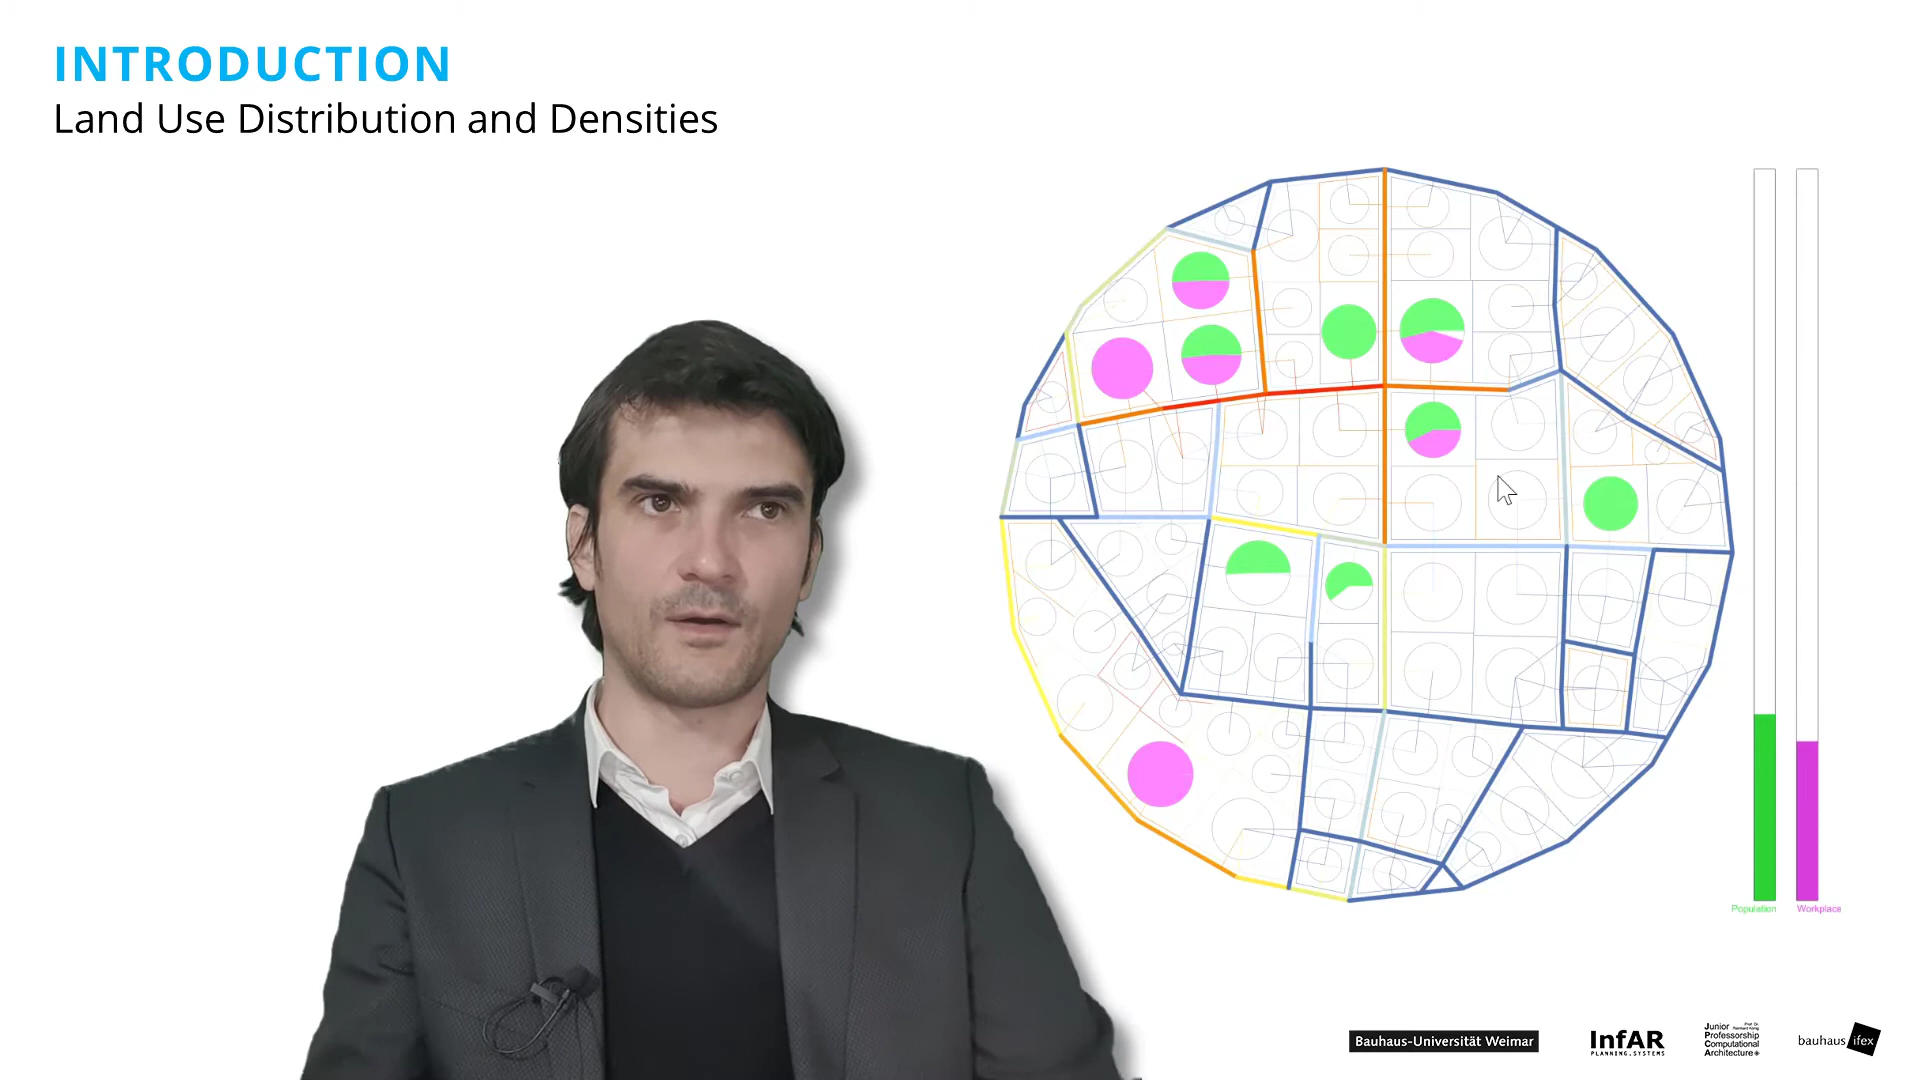 INTRODUCTION
Land Use Distribution and Densities
Population
Workplace
Bauhaus-Universität Weimar
InfAR
PLANNING.SYSTEMS
Junior
Professorship
Computational
Architecture
bauhaus ifex